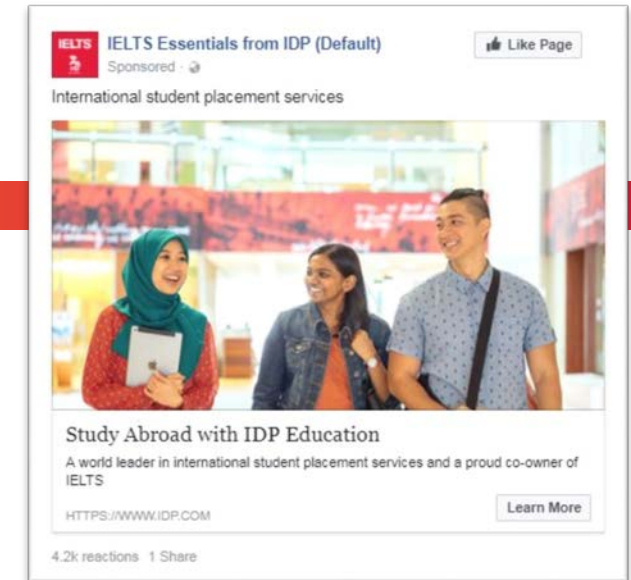 IELTS
IELTS Essentials from IDP (Default)
Like Page
Sponsored ·
International student placement services
Study Abroad with IDP Education
A world leader in international student placement services and a proud co-owner of
IELTS
HTTPS://WWW.IDP.COM
Learn More
4.2k reactions 1 Share